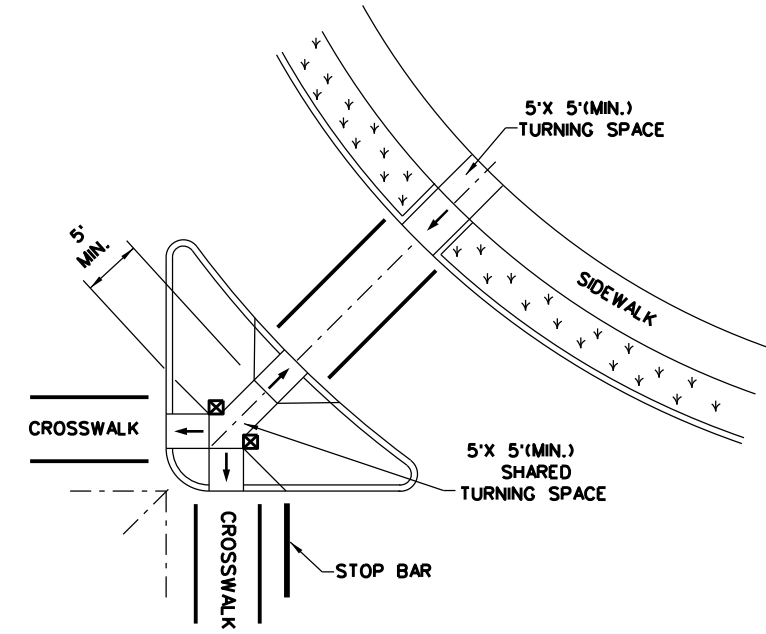 5'X 5'(MIN.)
TURNING SPACE
5'
MIN.
SIDEWALK
CROSSWALK
5'X 5'(MIN.)
SHARED
TURNING SPACE
CROSSWALK
STOP BAR